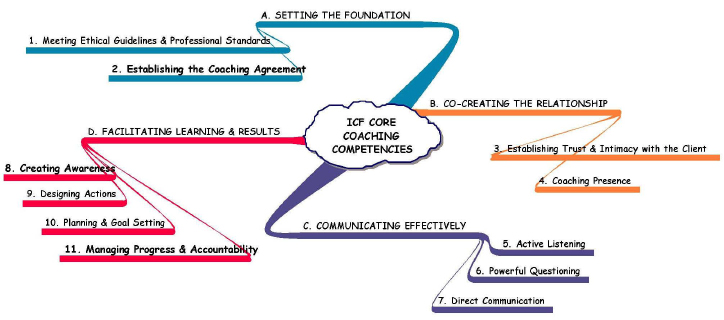 A. SETTING THE FOUNDATION
1. Meeting Ethical Guidelines & Professional Standards
2. Establishing the Coaching Agreement
ICF CORE
COACHING
COMPETENCIES
B. CO-CREATING THE RELATIONSHIP
3. Establishing Trust & Intimacy with the Client
4. Coaching Presence
C. COMMUNICATING EFFECTIVELY
5. Active Listening
6. Powerful Questioning
7. Direct Communication
D. FACILITATING LEARNING & RESULTS
8. Creating Awareness
9. Designing Actions
10. Planning & Goal Setting
11. Managing Progress & Accountability